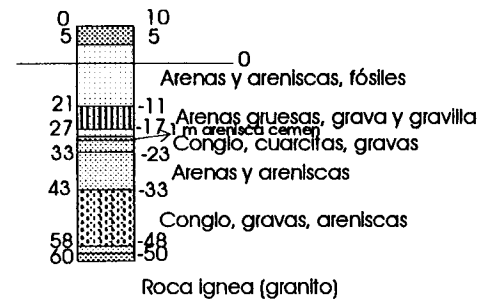 0 10
5 5
0
Arenas y areniscas, fósiles
21 -11
Arenas gruesas, grava y gravilla
27 -17
1 m arenisca cemen
Conglo, cuarcitas, gravas
33 -23
Arenas y areniscas
43 -33
Conglo, gravas, areniscas
58 -48
60 -50
Roca ignea (granito)